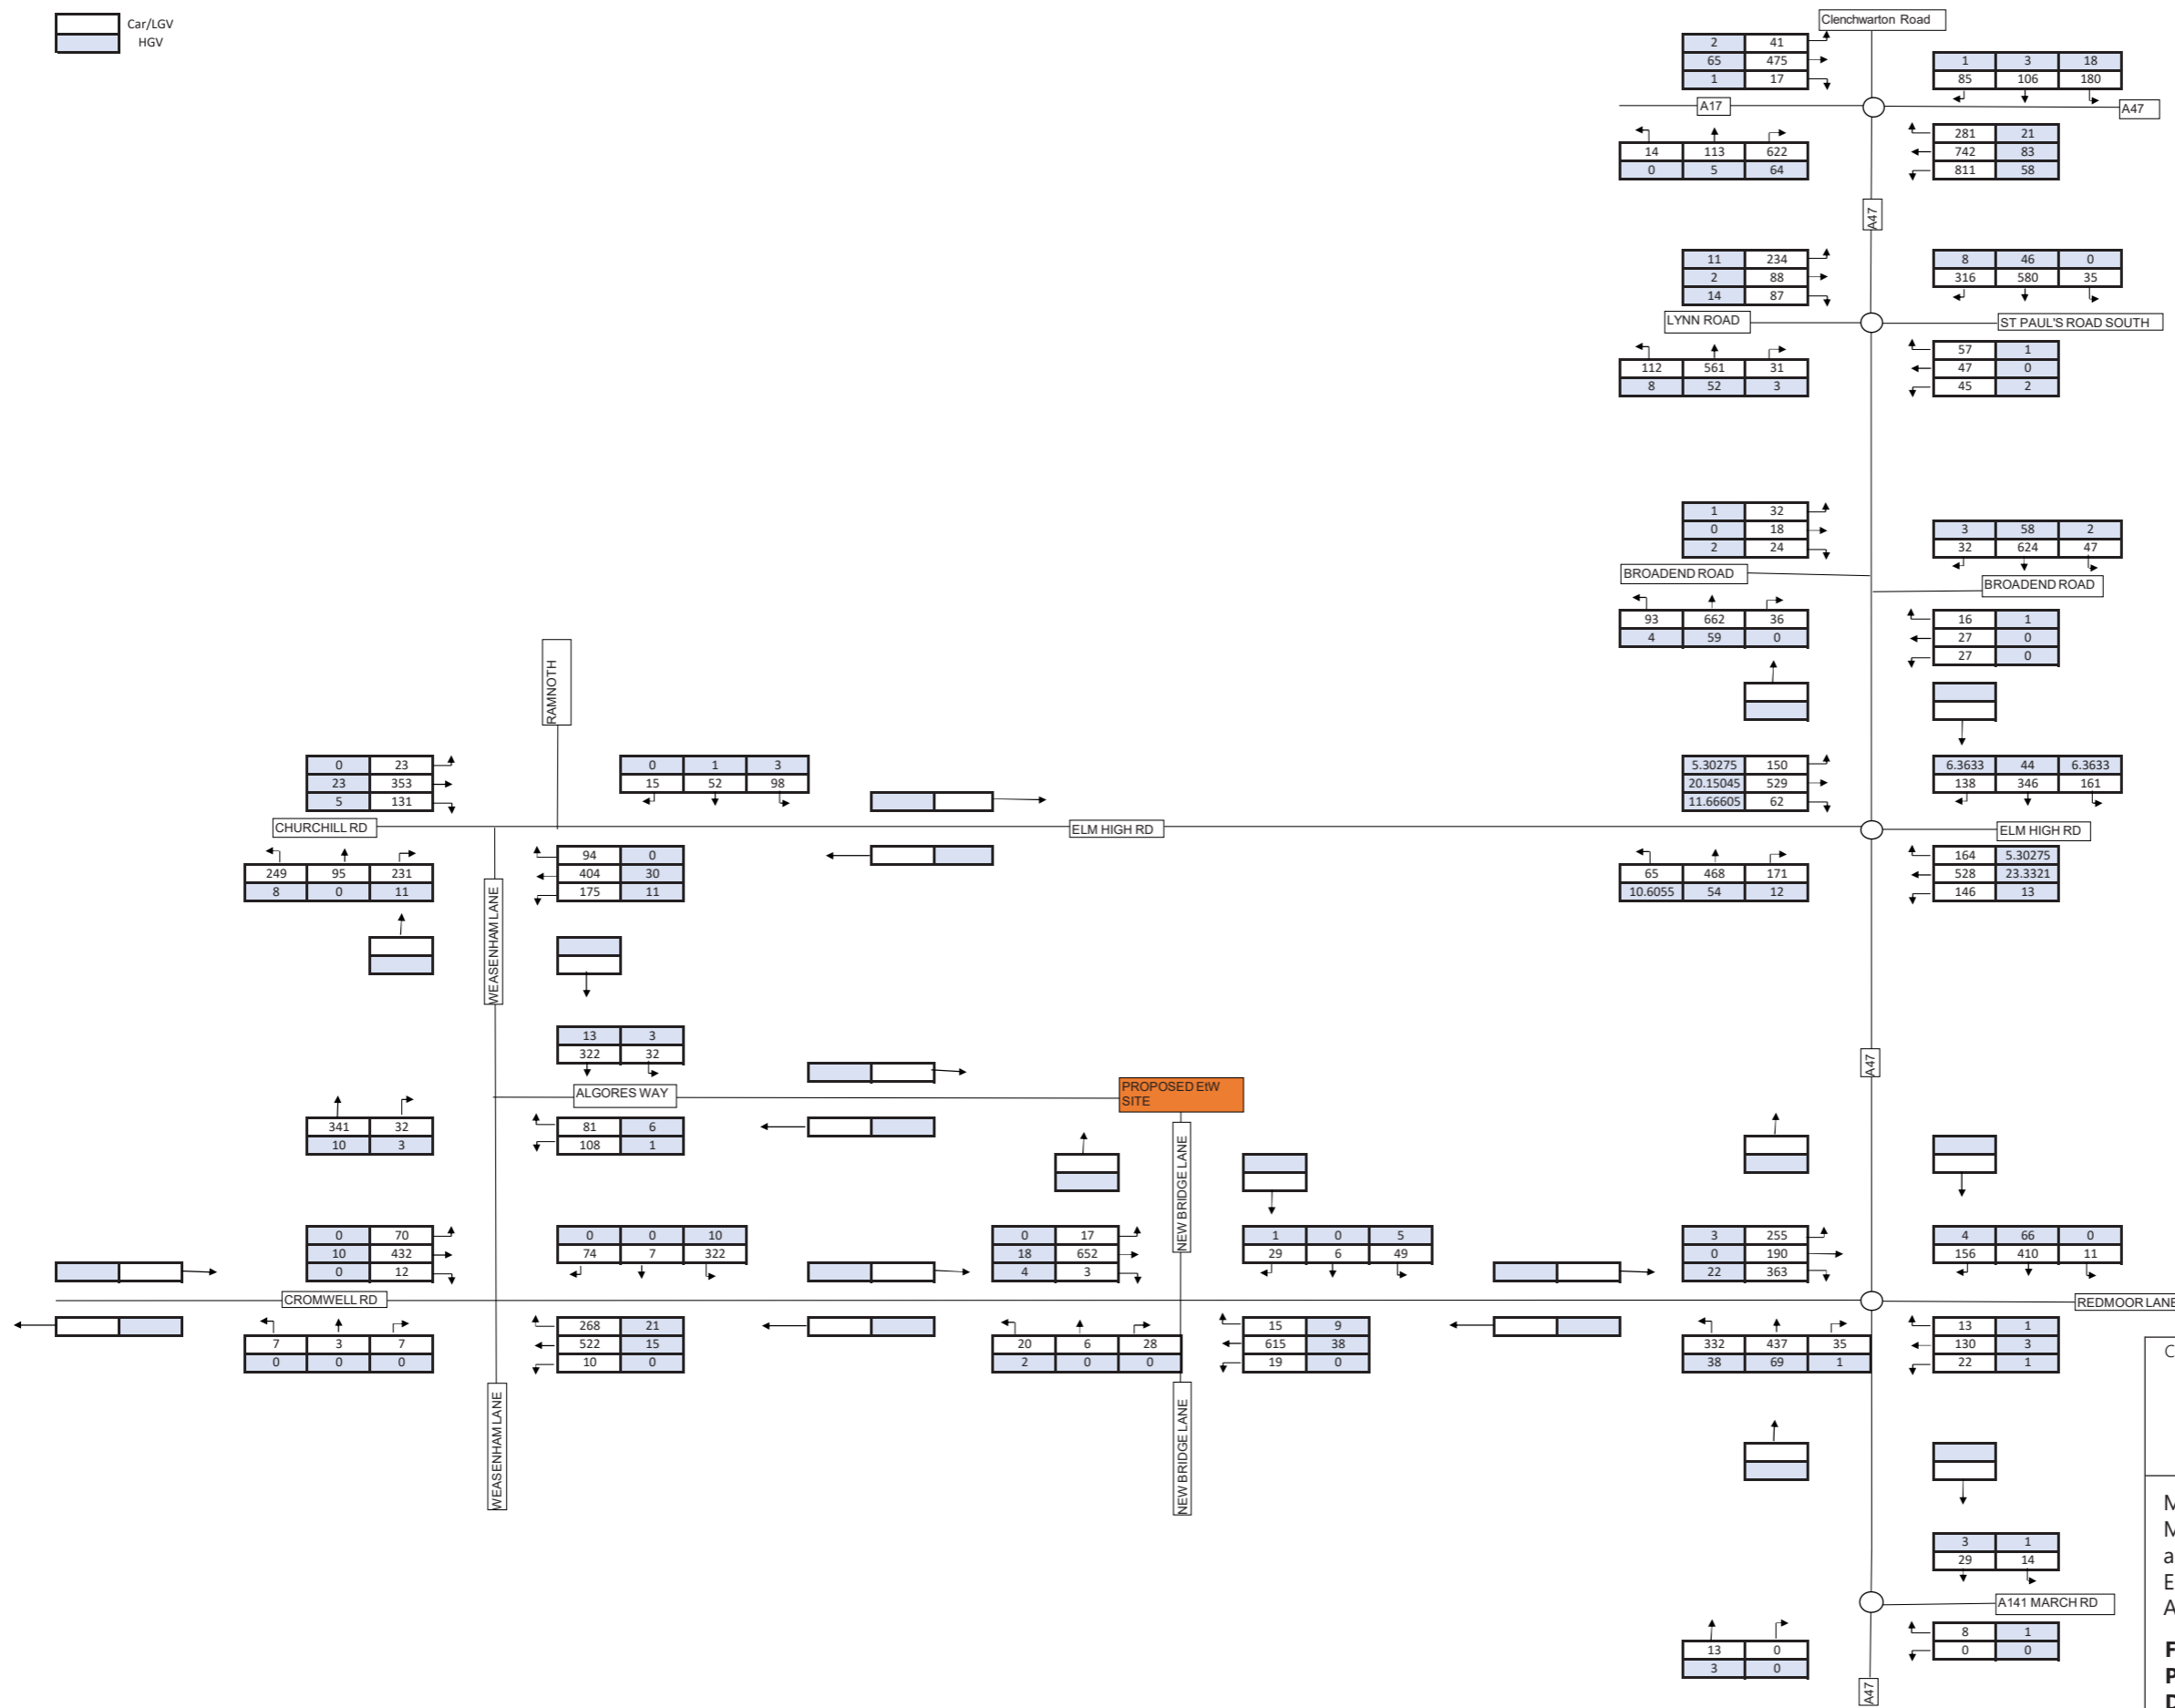 Car/LGV
HGV
Clenchwarton Road
2 41
65 475
1 17
1 3 18
85 106 180
A17
A47
14 113 622
0 5 64
281 21
742 83
811 58
A47
11 234
2 88
14 87
8 46 0
316 580 35
LYNN ROAD
ST PAUL'S ROAD SOUTH
112 561 31
8 52 3
57 1
47 0
45 2
1 32
0 18
2 24
3 58 2
32 624 47
BROADEND ROAD
BROADEND ROAD
93 662 36
4 59 0
16 1
27 0
27 0
RAMNOTH
0 23
23 353
5 131
0 1 3
15 52 98
5.30275 150
20.15045 529
11.66605 62
6.3633 44 6.3633
138 346 161
CHURCHILL RD
ELM HIGH RD
ELM HIGH RD
249 95 231
8 0 11
94 0
404 30
175 11
65 468 171
10.6055 54 12
164 5.30275
528 23.3321
146 13
WEASENHAM LANE
13 3
322 32
A47
ALGORES WAY
PROPOSED EtW
SITE
341 32
10 3
81 6
108 1
NEW BRIDGE LANE
0 70
10 432
0 12
0 0 10
74 7 322
0 17
18 652
4 3
1 0 5
29 6 49
3 255
0 190
22 363
4 66 0
156 410 11
CROMWELL RD
REDMOOR LANE
7 3 7
0 0 0
268 21
522 15
10 0
20 6 28
2 0 0
15 9
615 38
19 0
332 437 35
38 69 1
13 1
130 3
22 1
WEASENHAM LANE
NEW BRIDGE LANE
3 1
29 14
A141 MARCH RD
13 0
3 0
8 1
0 0
A47